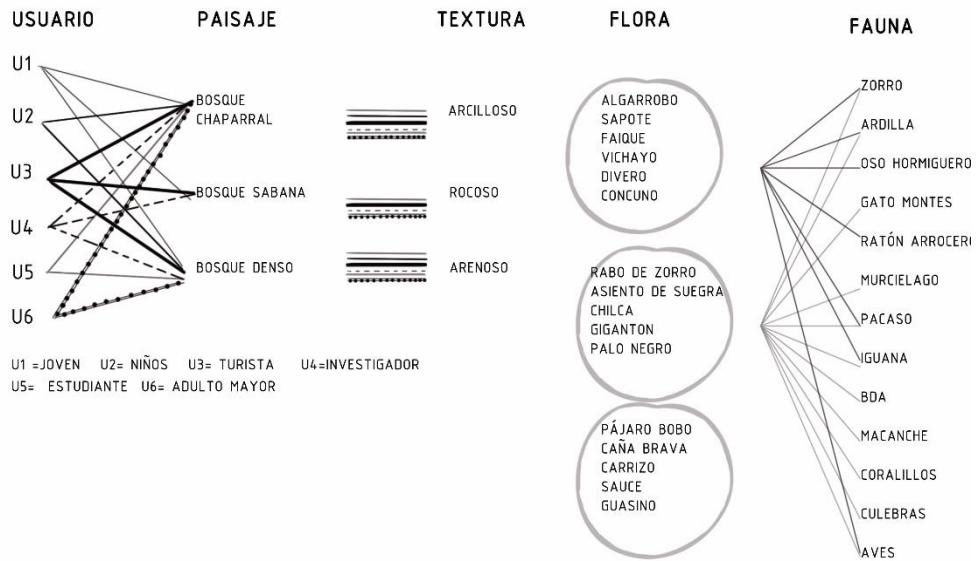 USUARIO
PAISAJE
TEXTURA
FLORA
FAUNA
U1
U2
U3
U4
U5
U6
BOSQUE
CHAPARRAL
BOSQUE SABANA
BOSQUE DENSO
ARCILLOSO
ROCOSO
ARENOSO
ALGARROBO
SAPOTE
FAIQUE
VICHAYO
DIVERO
CONCUNO
RABO DE ZORRO
ASIENTO DE SUEGRA
CHILCA
GIGANTON
PALO NEGRO
PÁJARO BOBO
CAÑA BRAVA
CARRIZO
SAUCE
GUASINO
ZORRO
ARDILLA
OSO HORMIGUERO
GATO MONTES
RATÓN ARROCERO
MURCIELAGO
PACASO
IGUANA
BDA
MACANCHE
CORALILLOS
CULEBRAS
AVES
U1 =JOVEN U2= NIÑOS U3= TURISTA U4=INVESTIGADOR
U5= ESTUDIANTE U6= ADULTO MAYOR